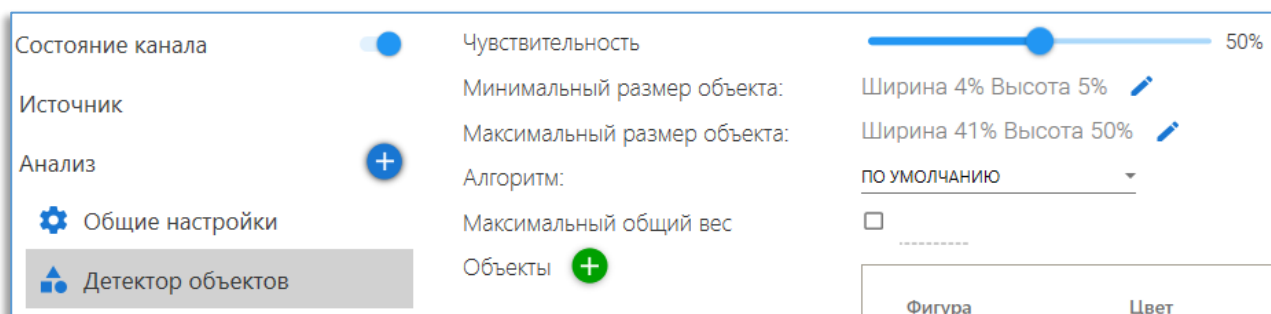 Состояние канала
Источник
Анализ
Общие настройки
Детектор объектов
Чувствительность 50%
Минимальный размер объекта: Ширина 4% Высота 5%
Максимальный размер объекта: Ширина 41% Высота 50%
Алгоритм: ПО УМОЛЧАНИЮ
Максимальный общий вес
Объекты
Фигура Цвет